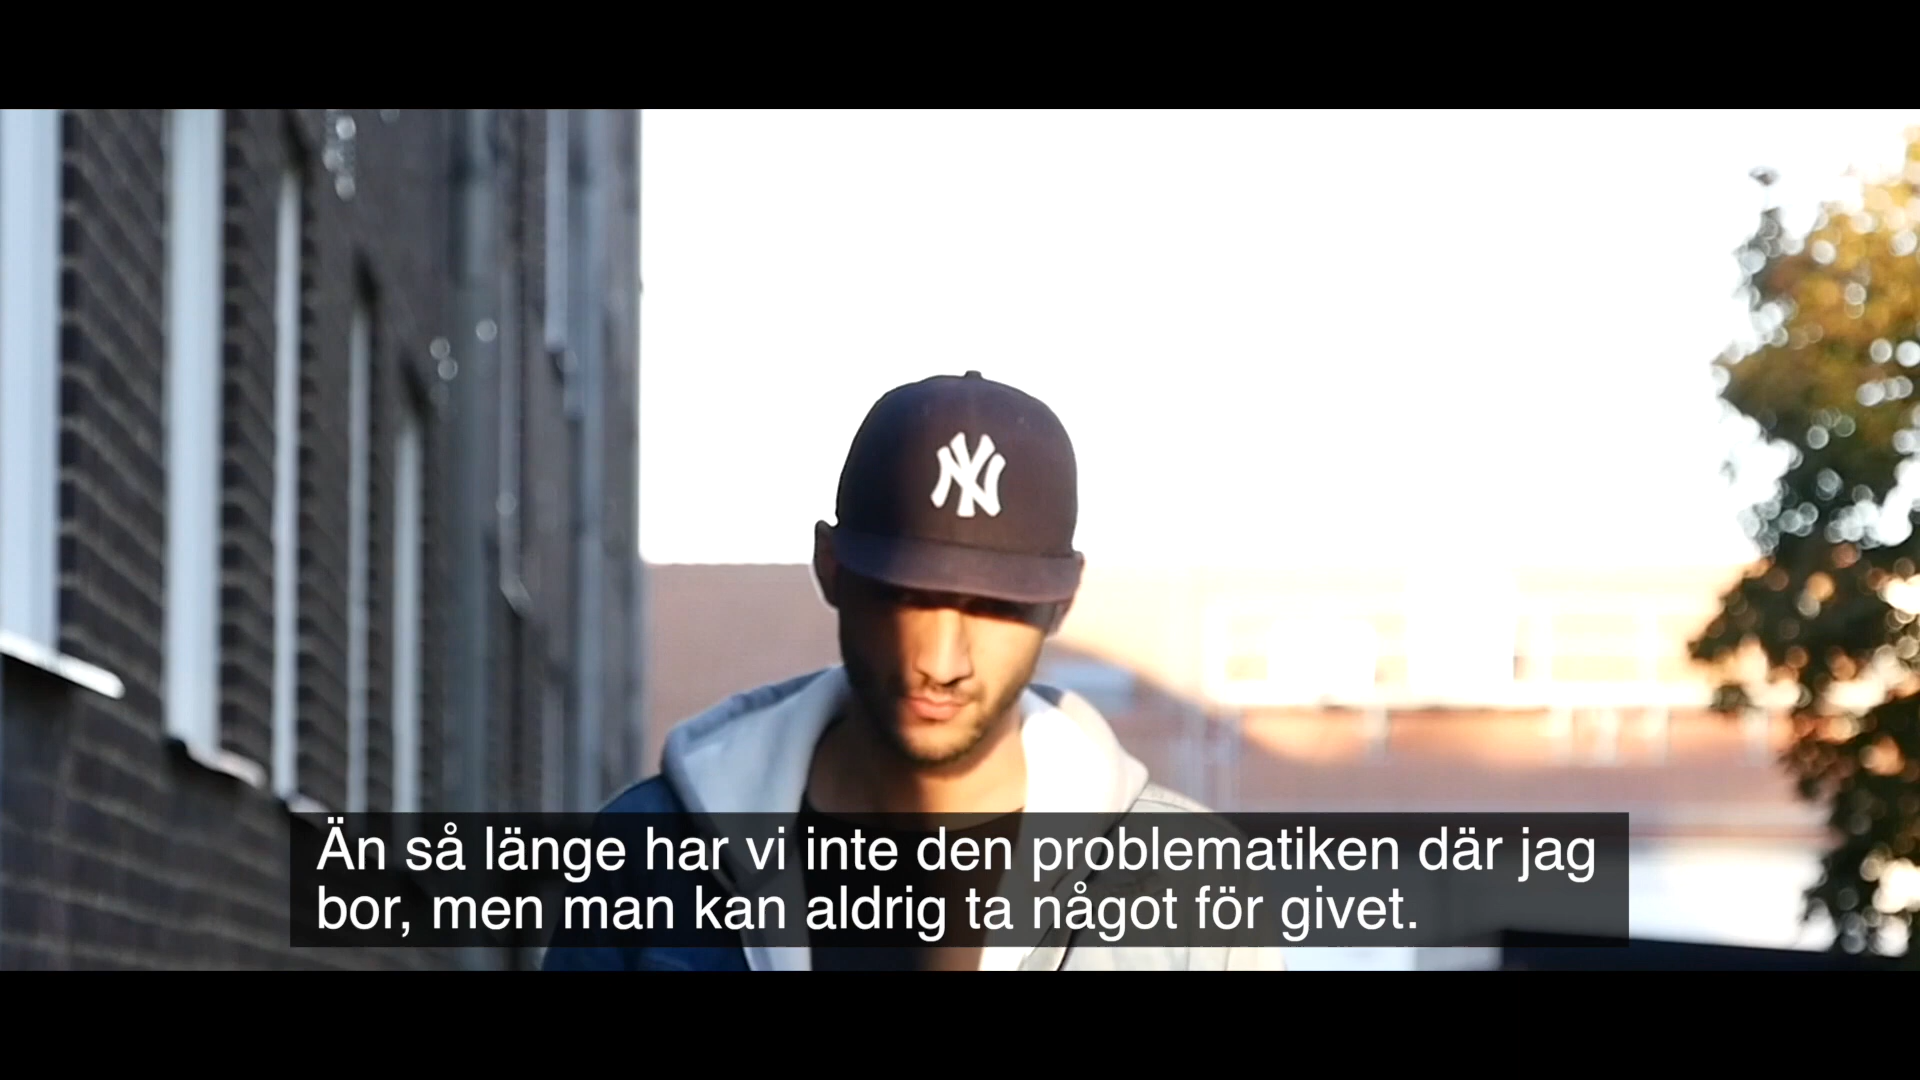 NY
Än så länge har vi inte den problematiken där jag
bor, men man kan aldrig ta något för givet.